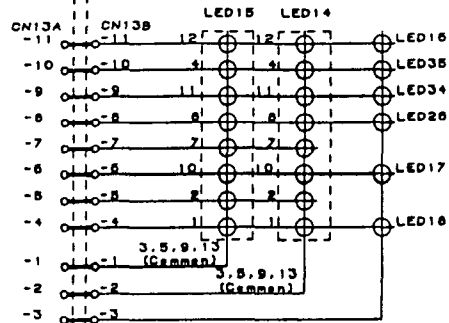 LED15 LED14
CN13A CN13B
-11 -11 12 12 LED16
-10 -10 4 4 LED35
-9 -9 11 11 LED34
-8 -8 8 8 LED26
-7 -7 7 7
-6 -6 10 10 LED17
-5 -5 2 2
-4 -4 1 1 LED18
3,5,9,13
-1 -1 (Common)
3,5,9,13
-2 -2 (Common)
-3 -3